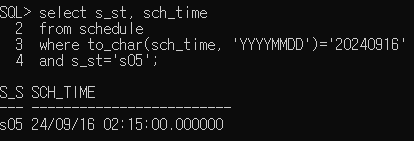 SQL> select s_st, sch_time
  2  from schedule
  3  where to_char(sch_time, 'YYYYMMDD')='20240916'
  4  and s_st='s05';
S_S SCH_TIME
--- -------------------------
s05 24/09/16 02:15:00.000000